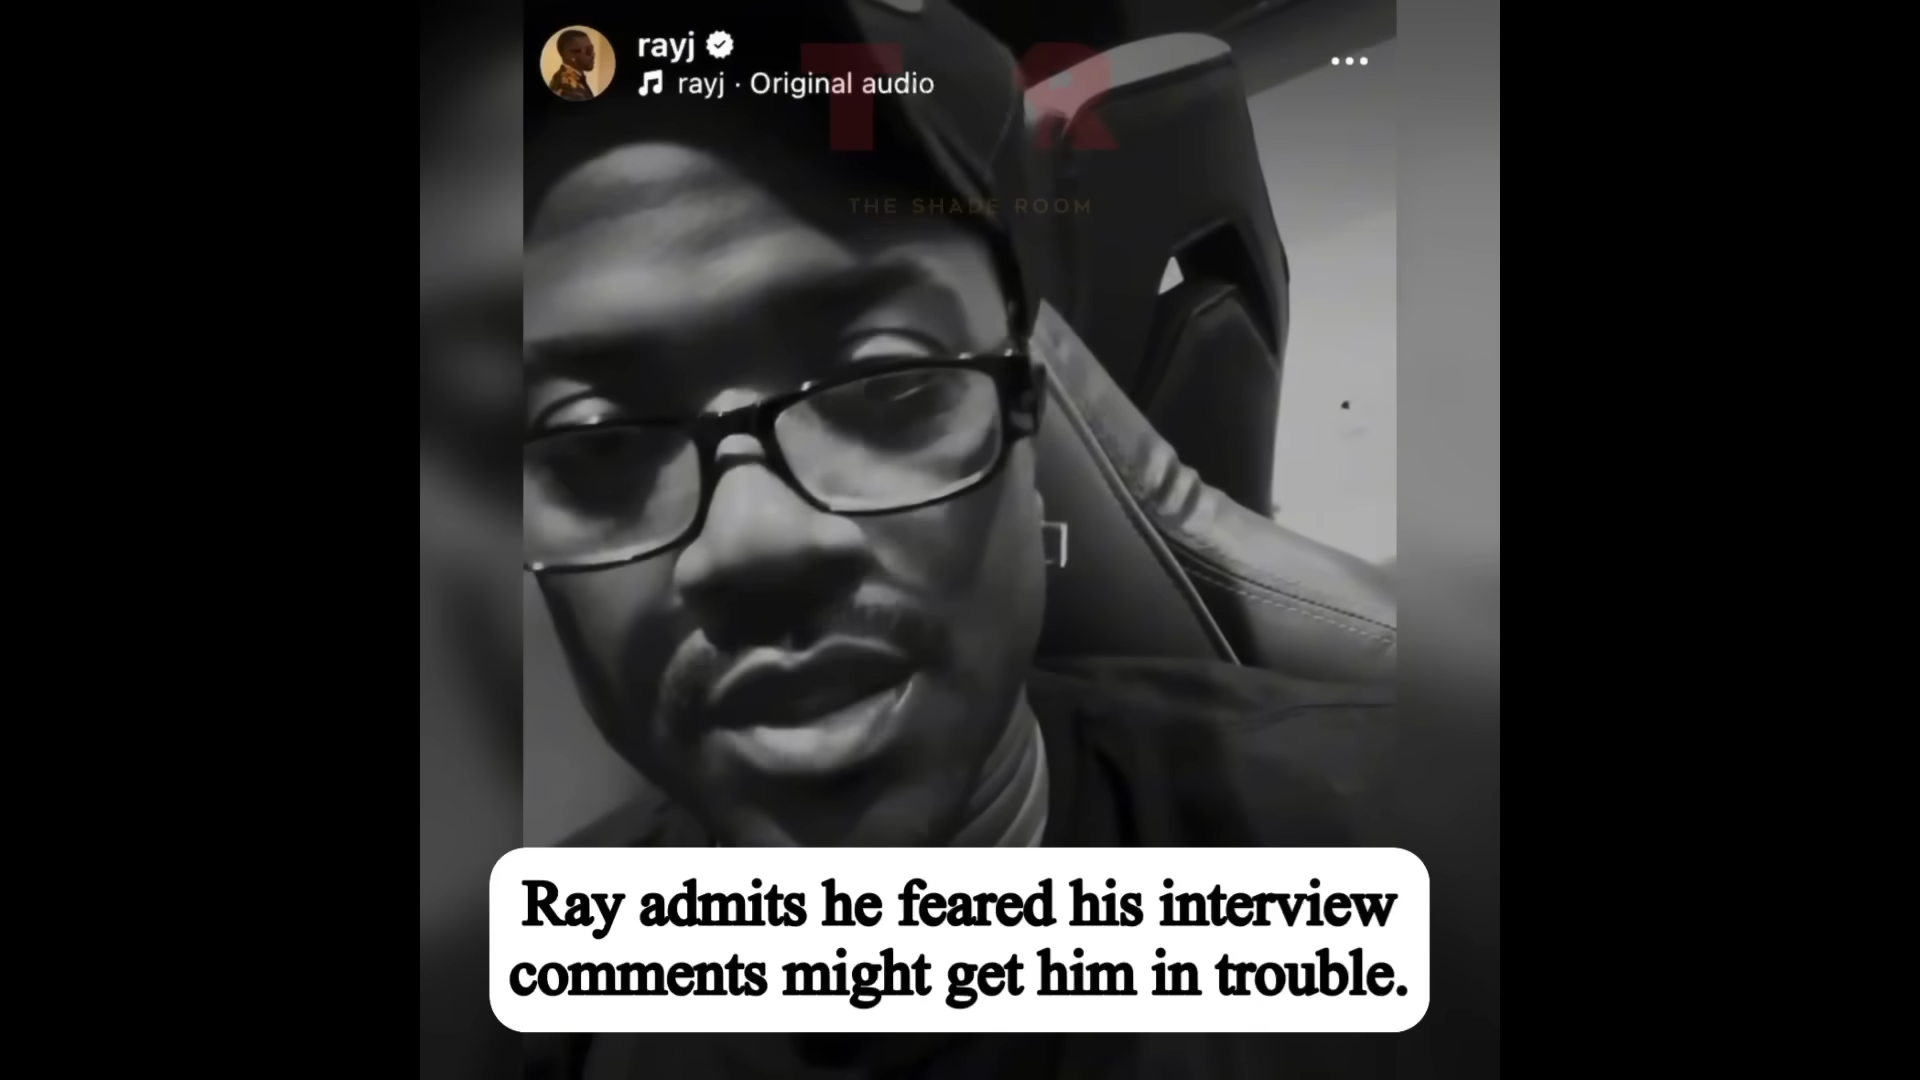 rayj
rayj · Original audio
T R
THE SHADE ROOM
Ray admits he feared his interview
comments might get him in trouble.